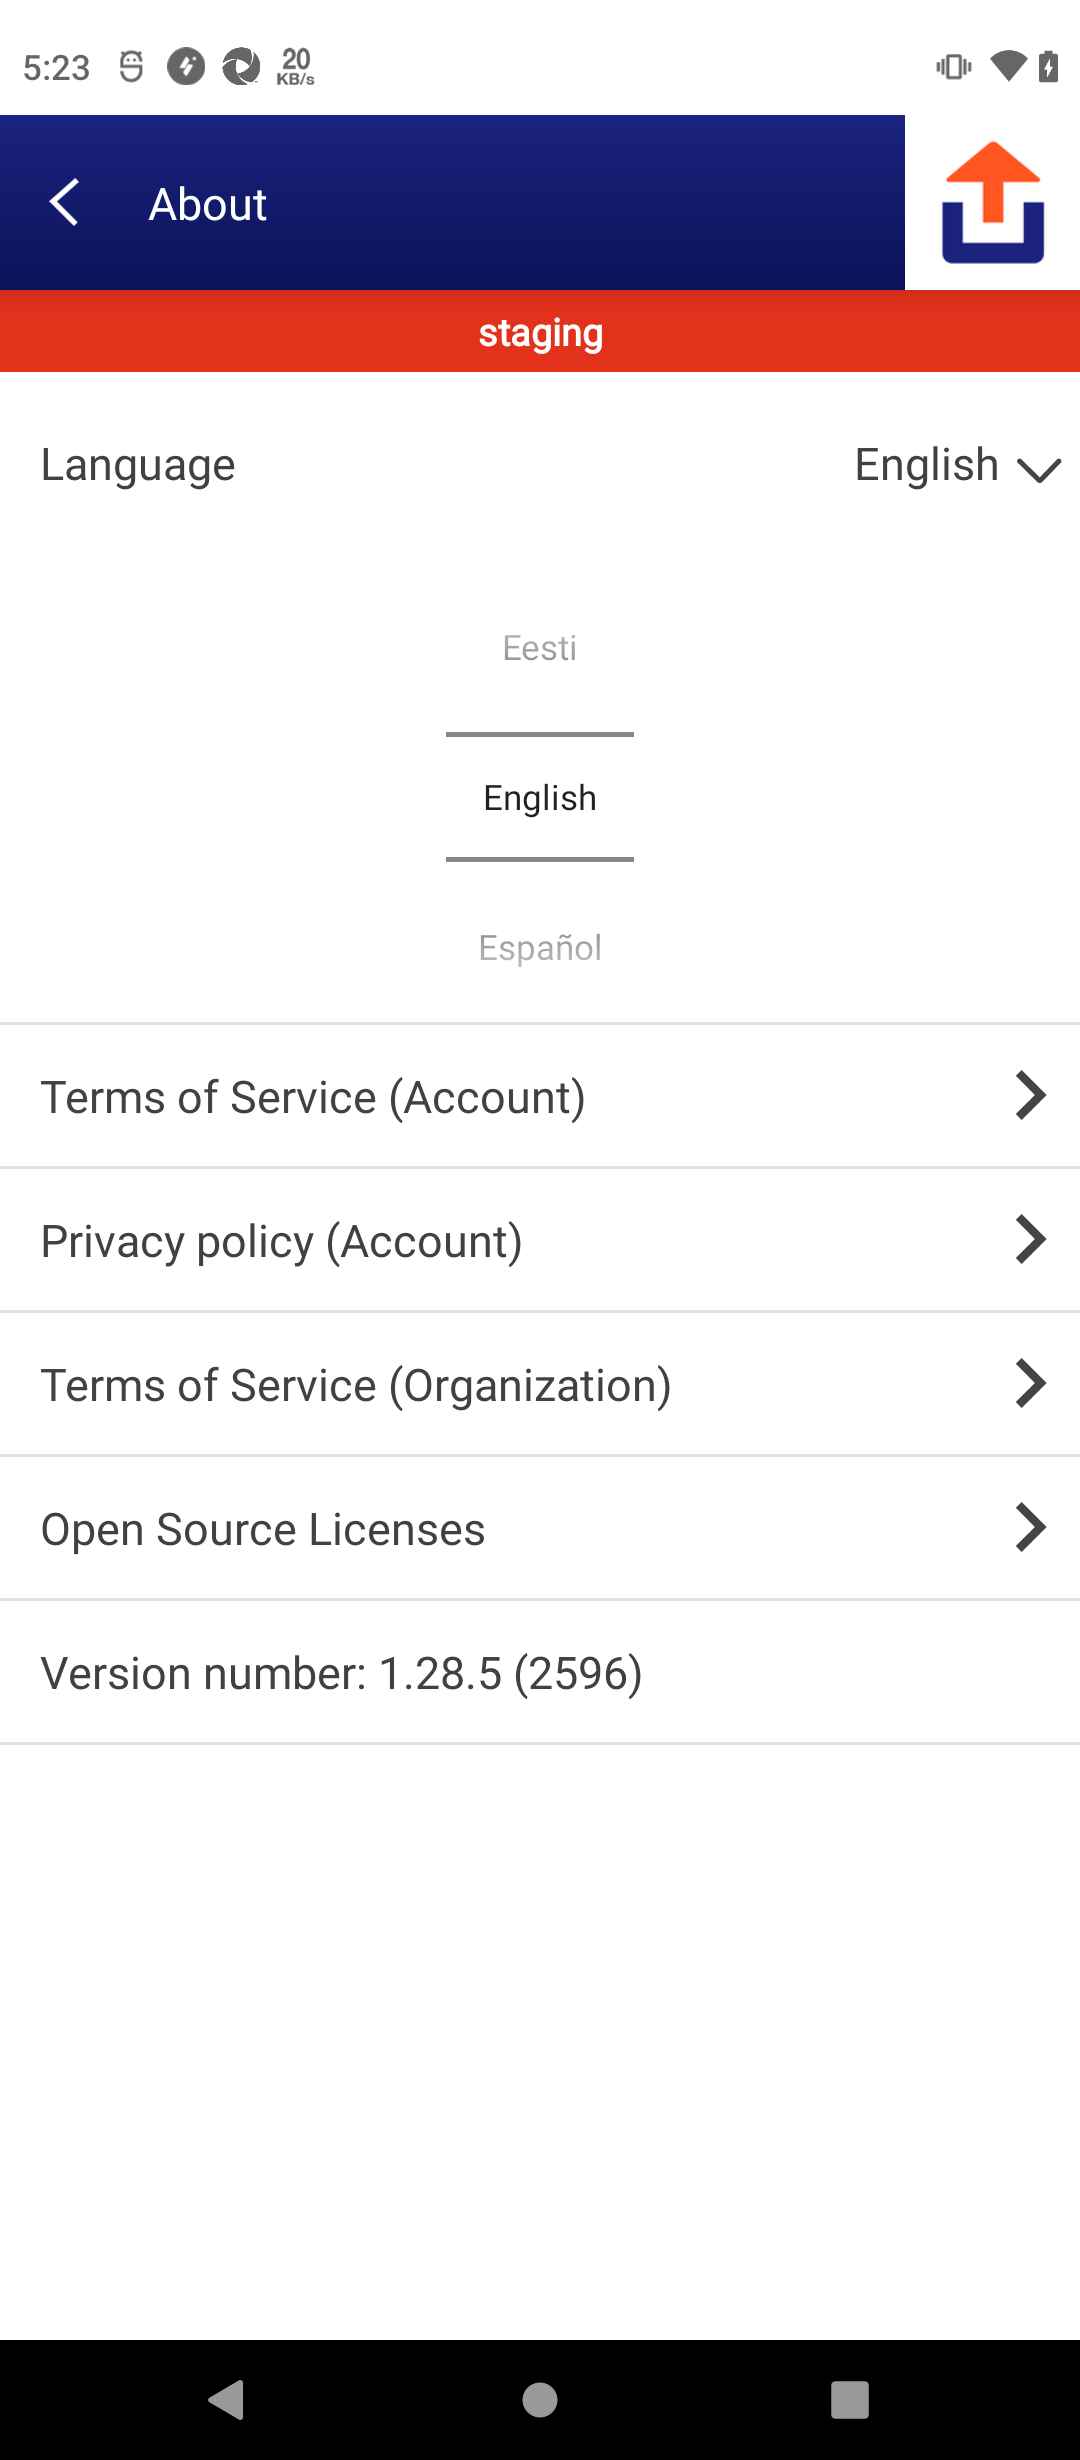 5:23 20 KB/s
About
staging
Language English
Eesti
English
Español
Terms of Service (Account)
Privacy policy (Account)
Terms of Service (Organization)
Open Source Licenses
Version number: 1.28.5 (2596)